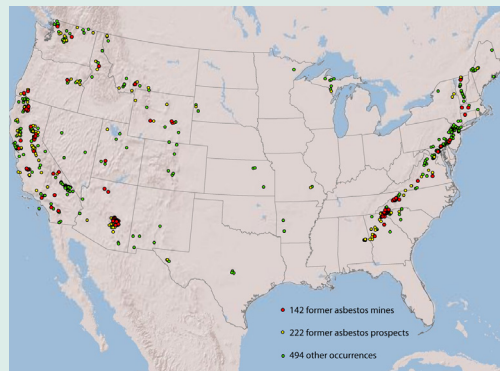 142 former asbestos mines
222 former asbestos prospects
494 other occurrences